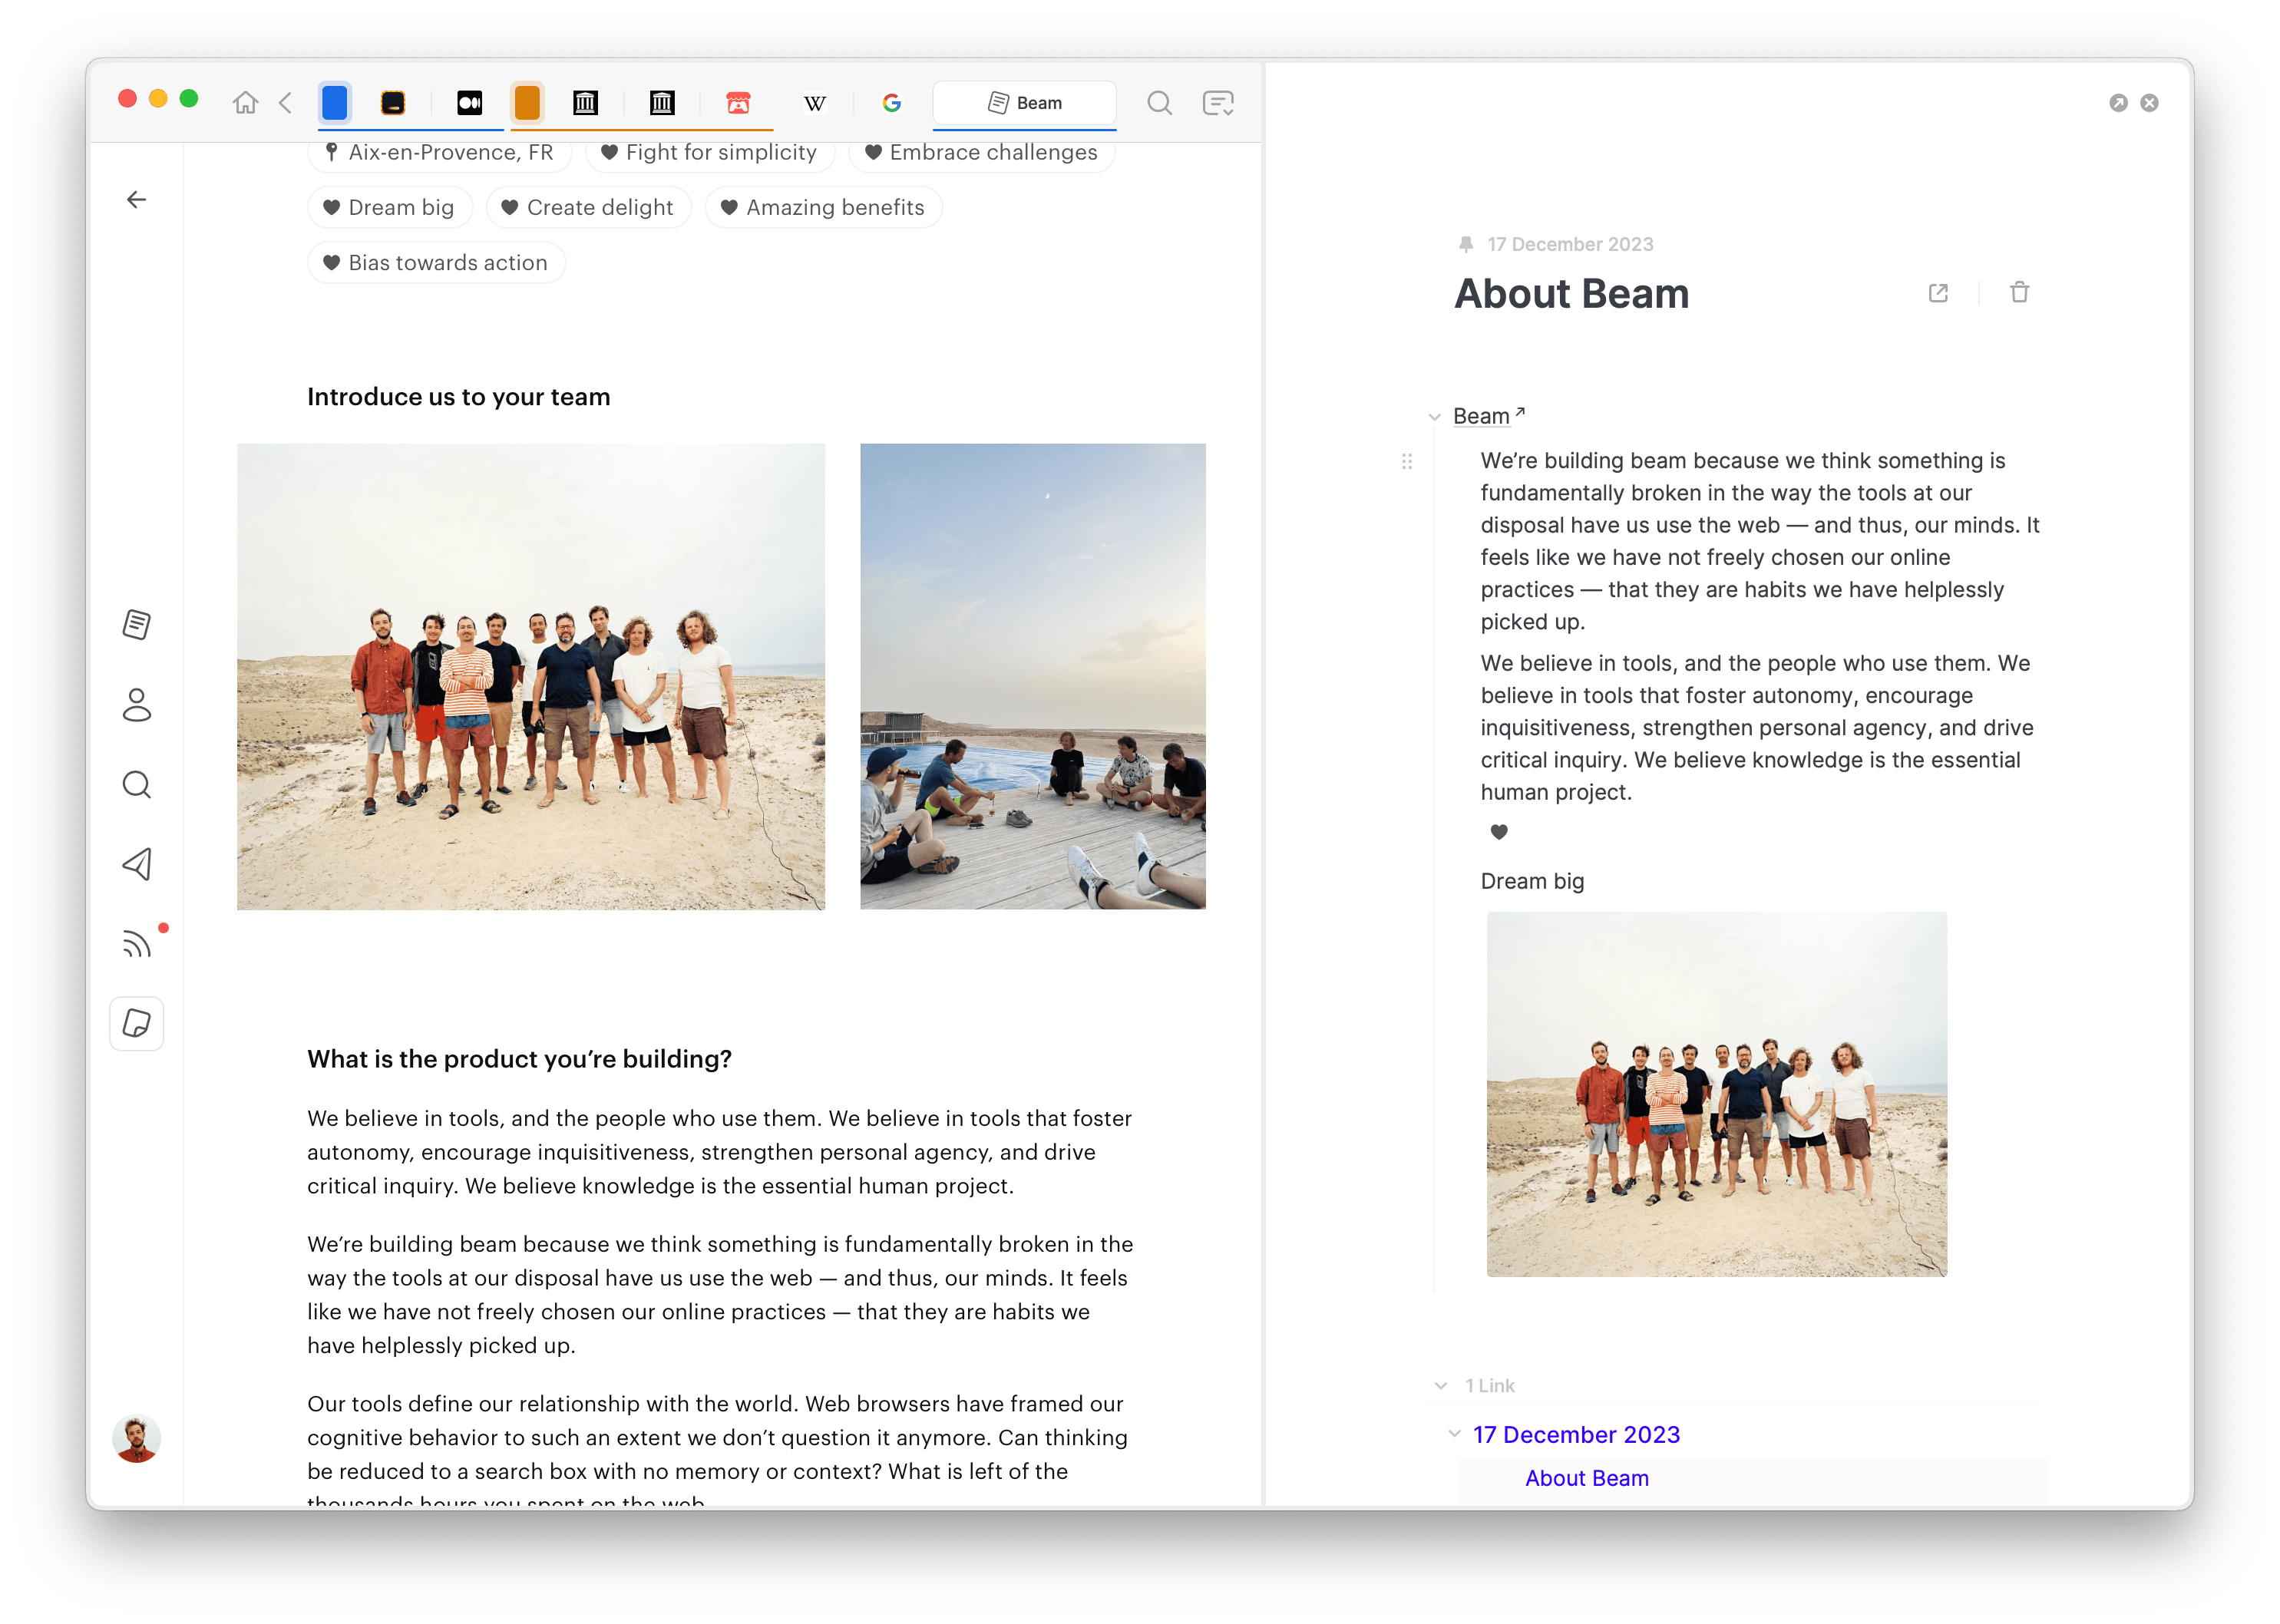 Beam
Aix-en-Provence, FR
Fight for simplicity
Embrace challenges
Dream big
Create delight
Amazing benefits
Bias towards action
Introduce us to your team
What is the product you’re building?
We believe in tools, and the people who use them. We believe in tools that foster
autonomy, encourage inquisitiveness, strengthen personal agency, and drive
critical inquiry. We believe knowledge is the essential human project.
We’re building beam because we think something is fundamentally broken in the
way the tools at our disposal have us use the web — and thus, our minds. It feels
like we have not freely chosen our online practices — that they are habits we
have helplessly picked up.
Our tools define our relationship with the world. Web browsers have framed our
cognitive behavior to such an extent we don’t question it anymore. Can thinking
be reduced to a search box with no memory or context? What is left of the
thousands hours you spent on the web
17 December 2023
About Beam
Beam
We’re building beam because we think something is
fundamentally broken in the way the tools at our
disposal have us use the web — and thus, our minds. It
feels like we have not freely chosen our online
practices — that they are habits we have helplessly
picked up.
We believe in tools, and the people who use them. We
believe in tools that foster autonomy, encourage
inquisitiveness, strengthen personal agency, and drive
critical inquiry. We believe knowledge is the essential
human project.
Dream big
1 Link
17 December 2023
About Beam